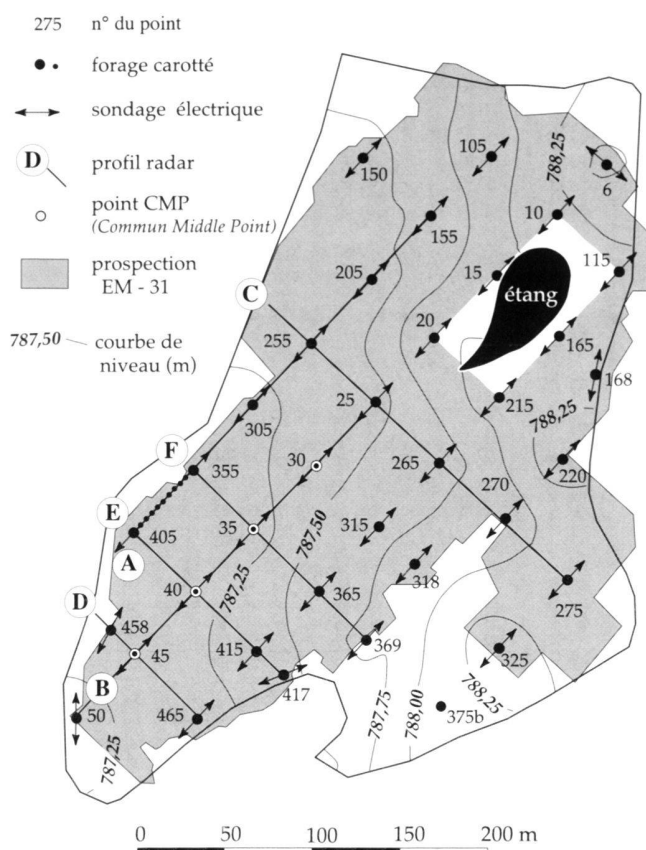 275 n° du point
forage carotté
sondage électrique
D profil radar
point CMP
(Commun Middle Point)
prospection
EM - 31
787,50 courbe de
niveau (m)
150
105
788,25
6
155
10
205
15
115
C
étang
255
20
165
168
25
215
305
788,25
F
30
265
220
355
270
E
35
315
787,50
405
A
318
40
787,25
365
275
D
458
369
45
415
325
B
417
788,25
50
465
787,75
788,00
375b
787,25
0 50 100 150 200 m